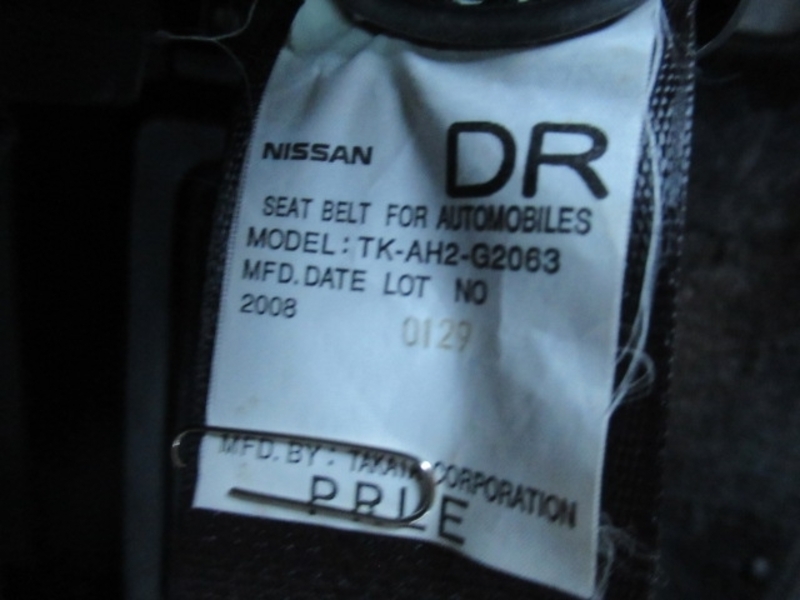 NISSAN DR
SEAT BELT FOR AUTOMOBILES
MODEL: TK-AH2-G2063
MFD. DATE LOT NO
2008 0129
MFD. BY: TAKATA CORPORATION